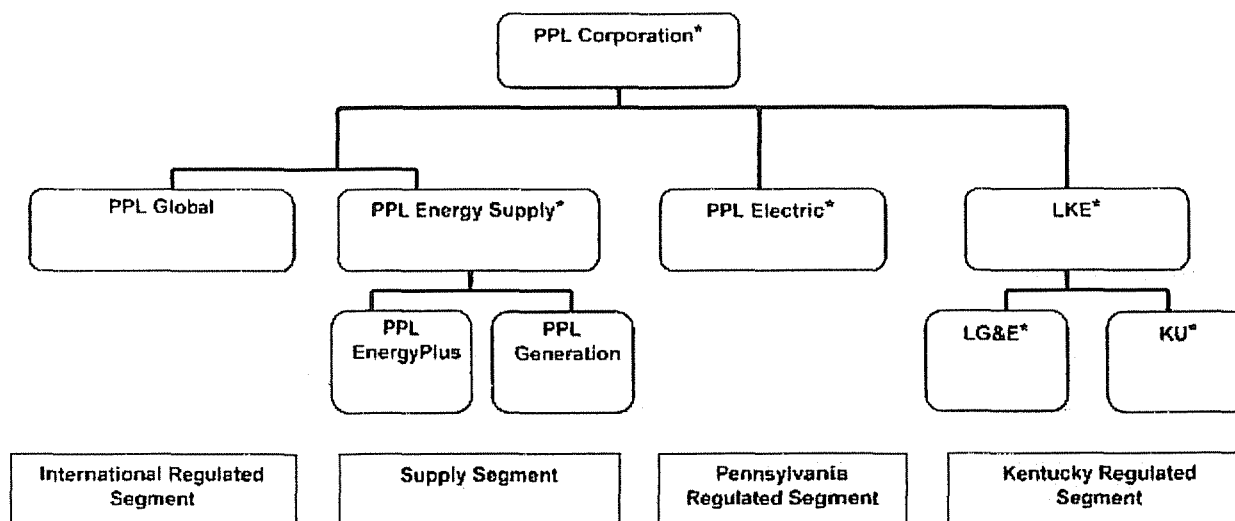 PPL Corporation*
PPL Global
PPL Energy Supply*
PPL Electric*
LKE*
PPL
EnergyPlus
PPL
Generation
LG&E*
KU*
International Regulated
Segment
Supply Segment
Pennsylvania
Regulated Segment
Kentucky Regulated
Segment